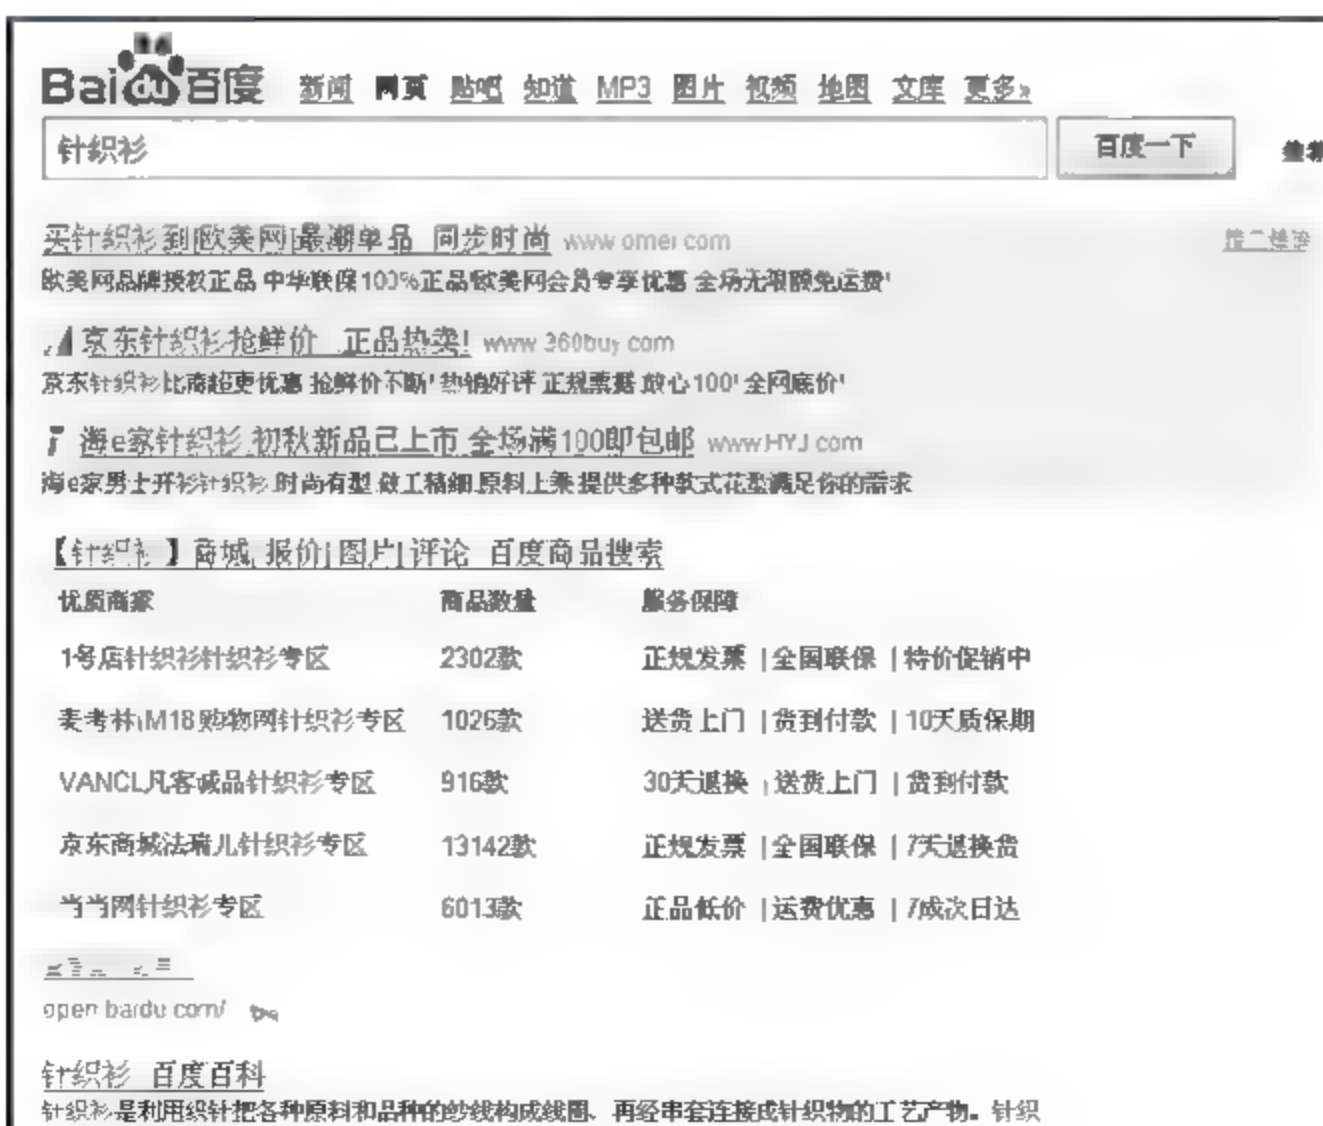 Bai du 百度 新闻 网页 贴吧 知道 MP3 图片 视频 地图 文库 更多»
针织衫 百度一下
买针织衫到欧美网|最潮单品 同步时尚 www.omei.com
欧美网品牌授权正品 中华联保100%正品!欧美网会员专享优惠 全场无限额免运费!
京东针织衫抢鲜价 正品热卖! www.360buy.com
京东针织衫比商超更优惠 抢鲜价不断! 热销好评 正规票据 放心100! 全网底价!
海e家针织衫 初秋新品已上市 全场满100即包邮 www.HYJ.com
海e家男士开衫针织衫 时尚有型 做工精细 原料上乘 提供多种款式花型满足你的需求
【针织衫】商城| 报价| 图片| 评论 百度商品搜索
优质商家 商品数量 服务保障
1号店针织衫针织衫专区 2302款 正规发票 | 全国联保 | 特价促销中
麦考林M18购物网针织衫专区 1026款 送货上门 | 货到付款 | 10天质保期
VANCL凡客诚品针织衫专区 916款 30天退换 | 送货上门 | 货到付款
京东商城法瑞儿针织衫专区 13142款 正规发票 | 全国联保 | 7天退换货
当当网针织衫专区 6013款 正品低价 | 运费优惠 | 7成次日达
open.baidu.com/
针织衫 百度百科
针织衫是利用织针把各种原料和品种的纱线构成线圈、再经串套连接成针织物的工艺产物。针织